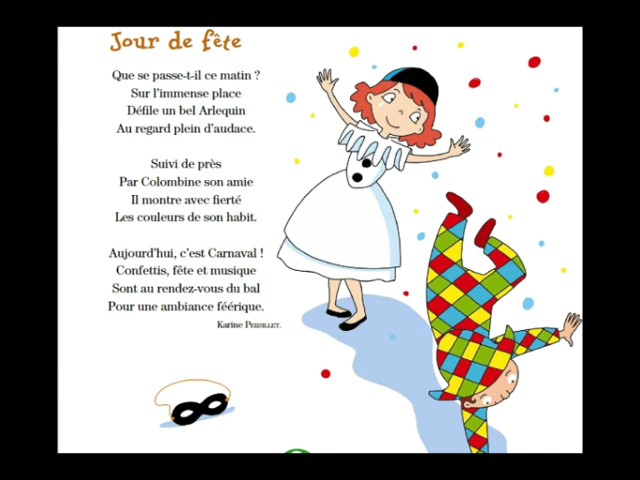 Jour de fête
Que se passe-t-il ce matin ?
Sur l'immense place
Défile un bel Arlequin
Au regard plein d'audace.
Suivi de près
Par Colombine son amie
Il montre avec fierté
Les couleurs de son habit.
Aujourd'hui, c'est Carnaval !
Confettis, fête et musique
Sont au rendez-vous du bal
Pour une ambiance féérique.
Karine